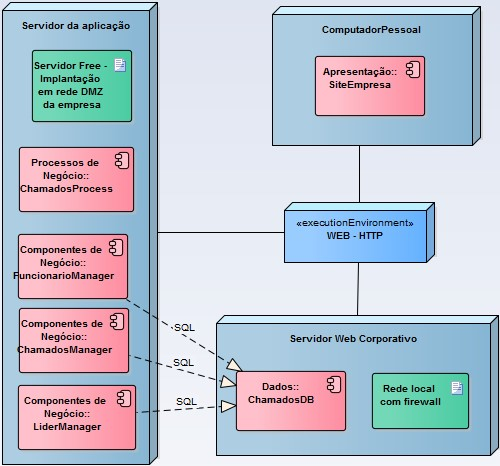 Servidor da aplicação
Servidor Free -
Implantação
em rede DMZ
da empresa
Processos de
Negócio::
ChamadosProcess
Componentes de
Negócio::
FuncionarioManager
Componentes de
Negócio::
ChamadosManager
Componentes de
Negócio::
LiderManager
SQL
SQL
SQL
ComputadorPessoal
Apresentação::
SiteEmpresa
«executionEnvironment»
WEB - HTTP
Servidor Web Corporativo
Dados::
ChamadosDB
Rede local
com firewall